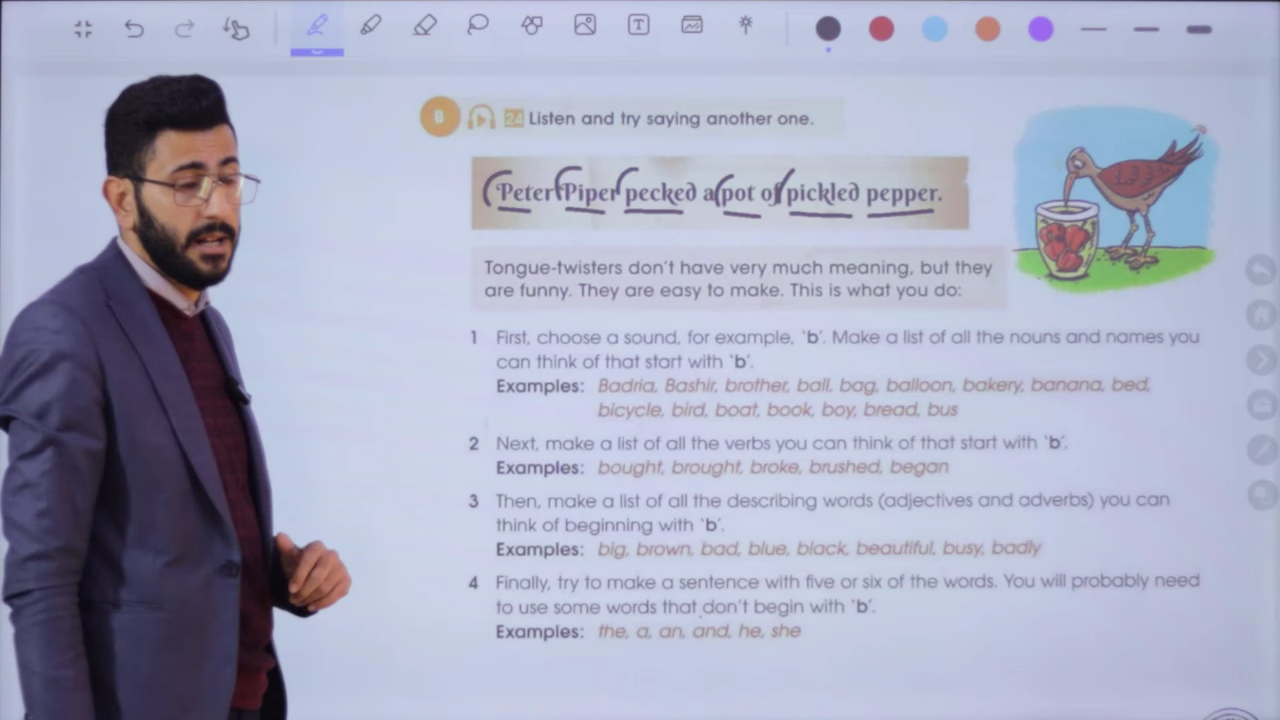 B 24 Listen and try saying another one.
Peter Piper pecked a pot of pickled pepper.
Tongue-twisters don't have very much meaning, but they
are funny. They are easy to make. This is what you do:
1 First, choose a sound, for example, 'b'. Make a list of all the nouns and names you
can think of that start with 'b'.
Examples: Badria, Bashir, brother, ball, bag, balloon, bakery, banana, bed,
bicycle, bird, boat, book, boy, bread, bus
2 Next, make a list of all the verbs you can think of that start with 'b'.
Examples: bought, brought, broke, brushed, began
3 Then, make a list of all the describing words (adjectives and adverbs) you can
think of beginning with 'b'.
Examples: big, brown, bad, blue, black, beautiful, busy, badly
4 Finally, try to make a sentence with five or six of the words. You will probably need
to use some words that don't begin with 'b'.
Examples: the, a, an, and, he, she